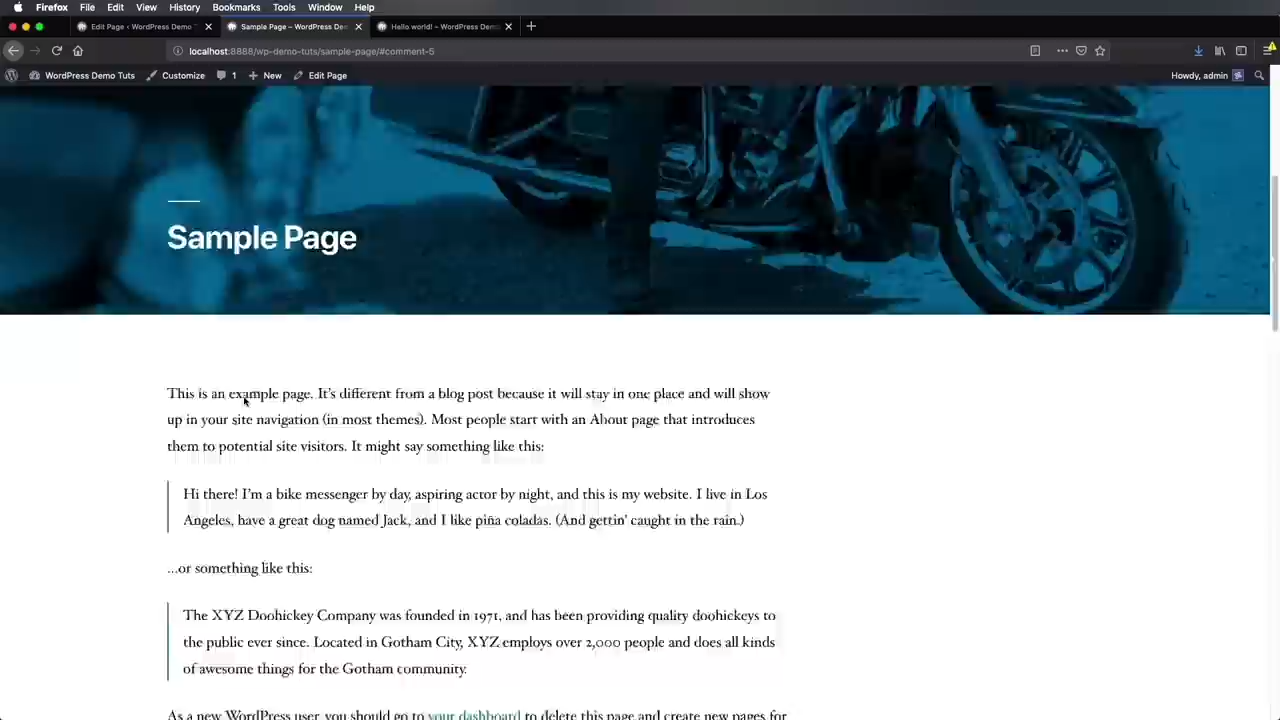 Firefox File Edit View History Bookmarks Tools Window Help
Edit Page ‹ WordPress Demo T
Sample Page – WordPress De
Hello world! – WordPress Dem
localhost:8888/wp-demo-tuts/sample-page/#comment-5
WordPress Demo Tuts Customize 1 New Edit Page Howdy, admin
Sample Page
This is an example page. It’s different from a blog post because it will stay in one place and will show
up in your site navigation (in most themes). Most people start with an About page that introduces
them to potential site visitors. It might say something like this:
Hi there! I’m a bike messenger by day, aspiring actor by night, and this is my website. I live in Los
Angeles, have a great dog named Jack, and I like piña coladas. (And gettin’ caught in the rain.)
…or something like this:
The XYZ Doohickey Company was founded in 1971, and has been providing quality doohickeys to
the public ever since. Located in Gotham City, XYZ employs over 2,000 people and does all kinds
of awesome things for the Gotham community.
As a new WordPress user, you should go to your dashboard to delete this page and create new pages for